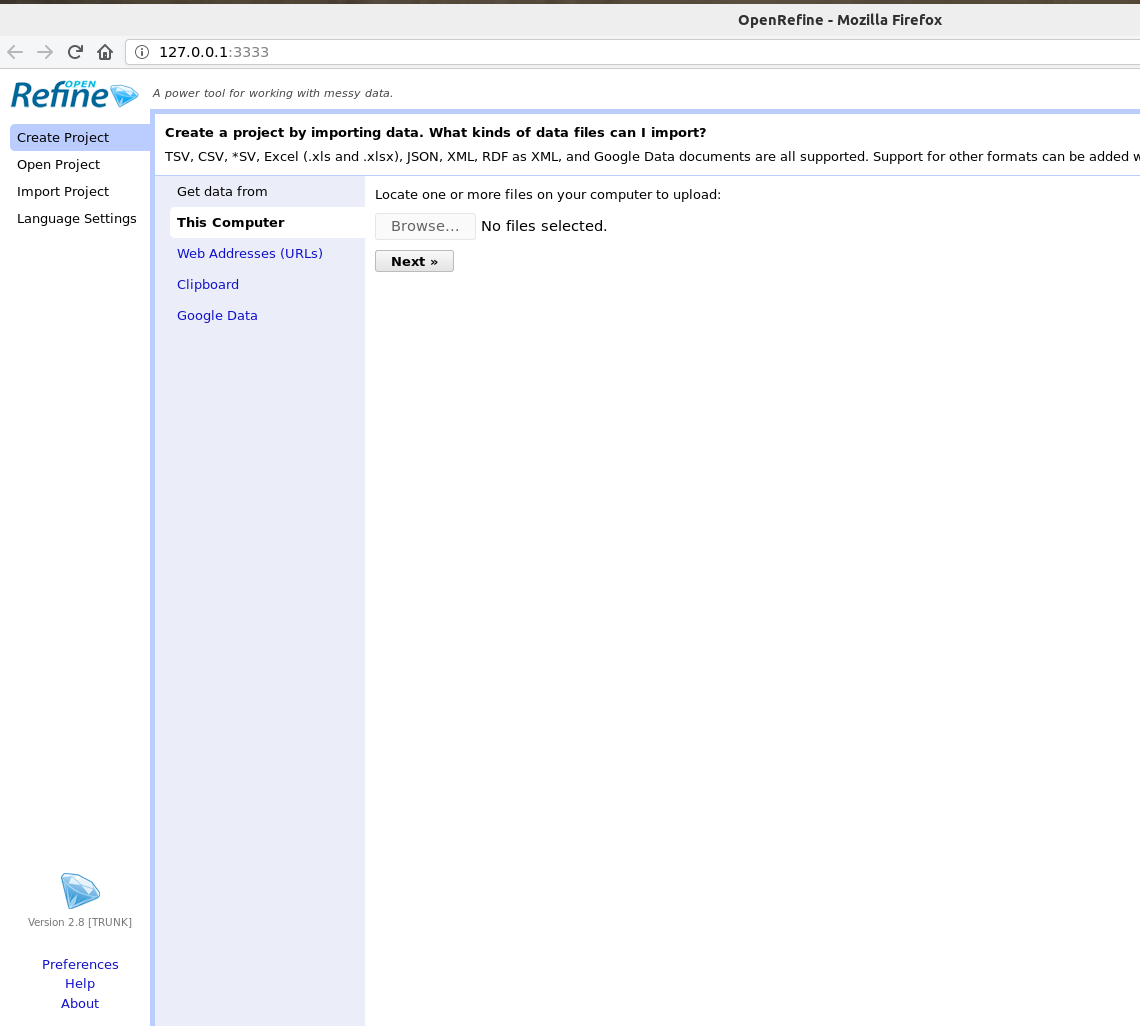 OpenRefine - Mozilla Firefox
127.0.0.1:3333
OPEN
Refine
A power tool for working with messy data.
Create Project
Open Project
Import Project
Language Settings
Create a project by importing data. What kinds of data files can I import?
TSV, CSV, *SV, Excel (.xls and .xlsx), JSON, XML, RDF as XML, and Google Data documents are all supported. Support for other formats can be added w
Get data from
This Computer
Web Addresses (URLs)
Clipboard
Google Data
Locate one or more files on your computer to upload:
Browse... No files selected.
Next »
Version 2.8 [TRUNK]
Preferences
Help
About